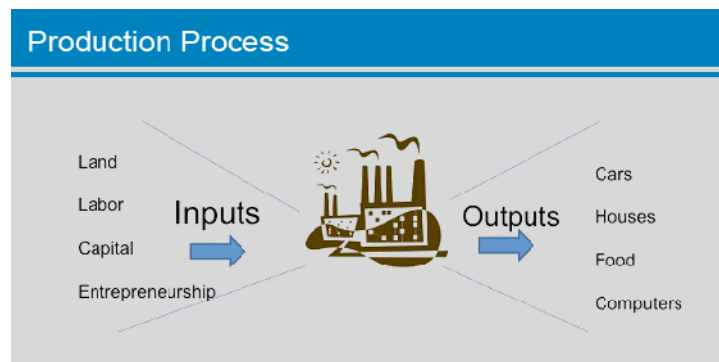 Production Process
Land
Labor
Capital
Entrepreneurship
Inputs
Outputs
Cars
Houses
Food
Computers